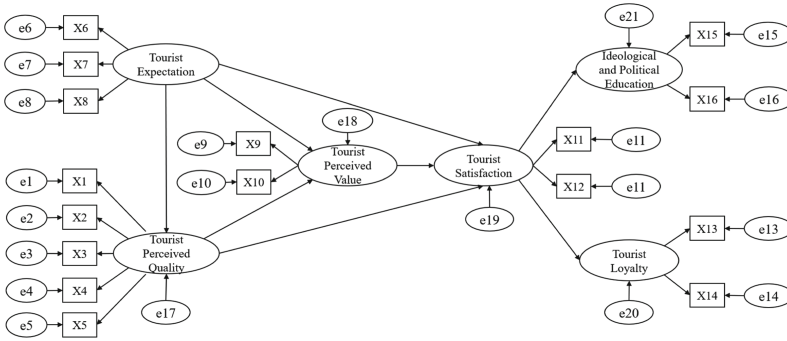 e6
X6
e7
X7
e8
X8
Tourist
Expectation
e1
X1
e2
X2
e3
X3
e4
X4
e5
X5
Tourist
Perceived
Quality
e17
e9
X9
e10
X10
e18
Tourist
Perceived
Value
Tourist
Satisfaction
e19
e21
Ideological
and Political
Education
X15
e15
X16
e16
X11
e11
X12
e11
Tourist
Loyalty
e20
X13
e13
X14
e14